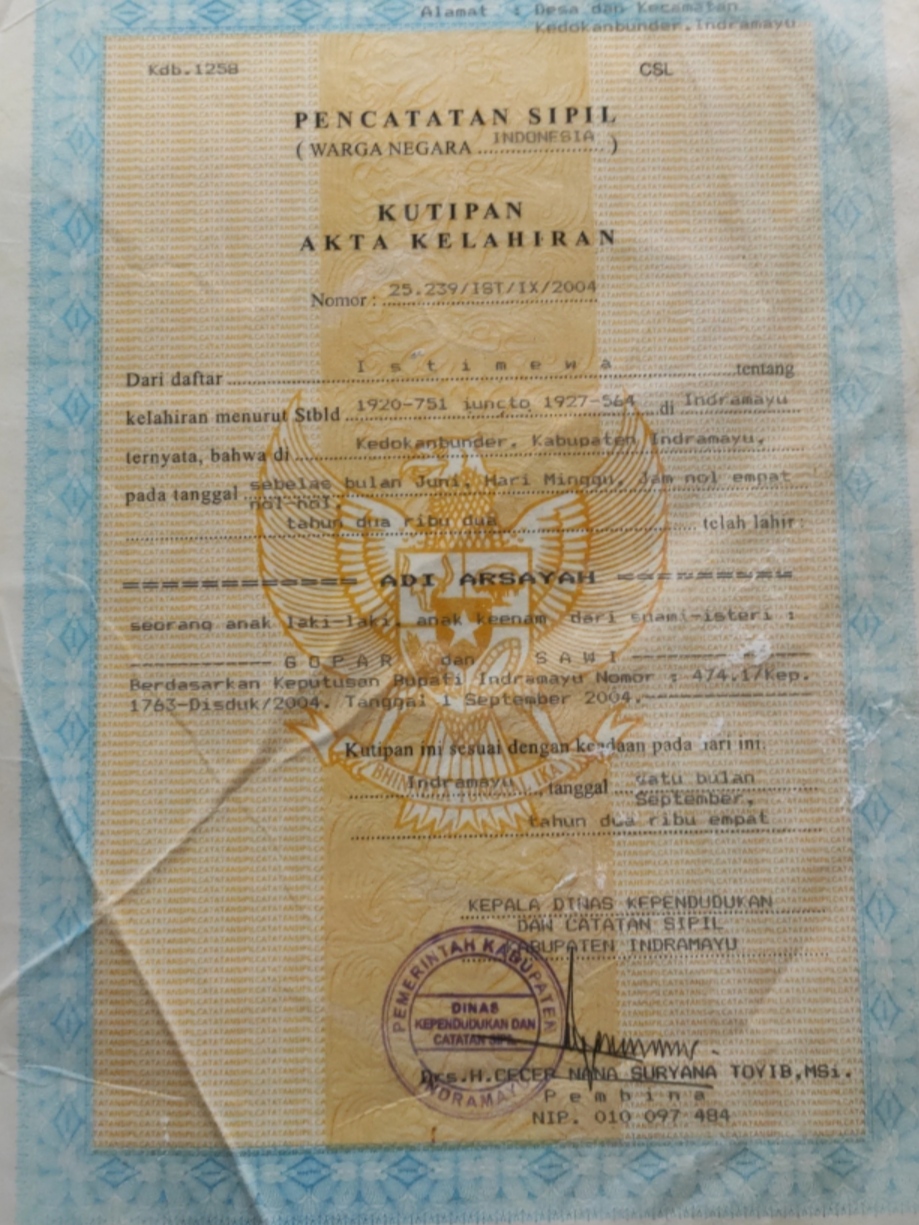 Alamat : Desa dan Kecamatan
Kedokanbunder.Indramayu
Kdb.1258 CSL
PENCATATAN SIPIL
( WARGA NEGARA INDONESIA )
KUTIPAN
AKTA KELAHIRAN
Nomor : 25.239/IST/IX/2004
Dari daftar I s t i m e w a tentang
kelahiran menurut Stbld 1920-751 juncto 1927-564 di Indramayu
ternyata, bahwa di Kedokanbunder, Kabupaten Indramayu,
pada tanggal sebelas bulan Juni, Hari Minggu, Jam nol empat
nol-nol,
tahun dua ribu dua telah lahir :
============ ADI ARSAYAH =========
seorang anak laki-laki, anak keenam, dari suami-isteri :
------------ G O P A R dan S A W I ------------
Berdasarkan Keputusan Bupati Indramayu Nomor : 474.1/Kep.
1763-Disduk/2004. Tanggal 1 September 2004.------------
Kutipan ini sesuai dengan keadaan pada hari ini.
Indramayu, tanggal satu bulan
September,
tahun dua ribu empat
BHINNEKA TUNGGAL IKA
KEPALA DINAS KEPENDUDUKAN
DAN CATATAN SIPIL
KABUPATEN INDRAMAYU
PEMERINTAH KABUPATEN
DINAS
KEPENDUDUKAN DAN
CATATAN SIPIL
INDRAMAYU
Drs.H.CECEP NANA SURYANA TOYIB,MSi.
P e m b i n a
NIP. 010 097 484